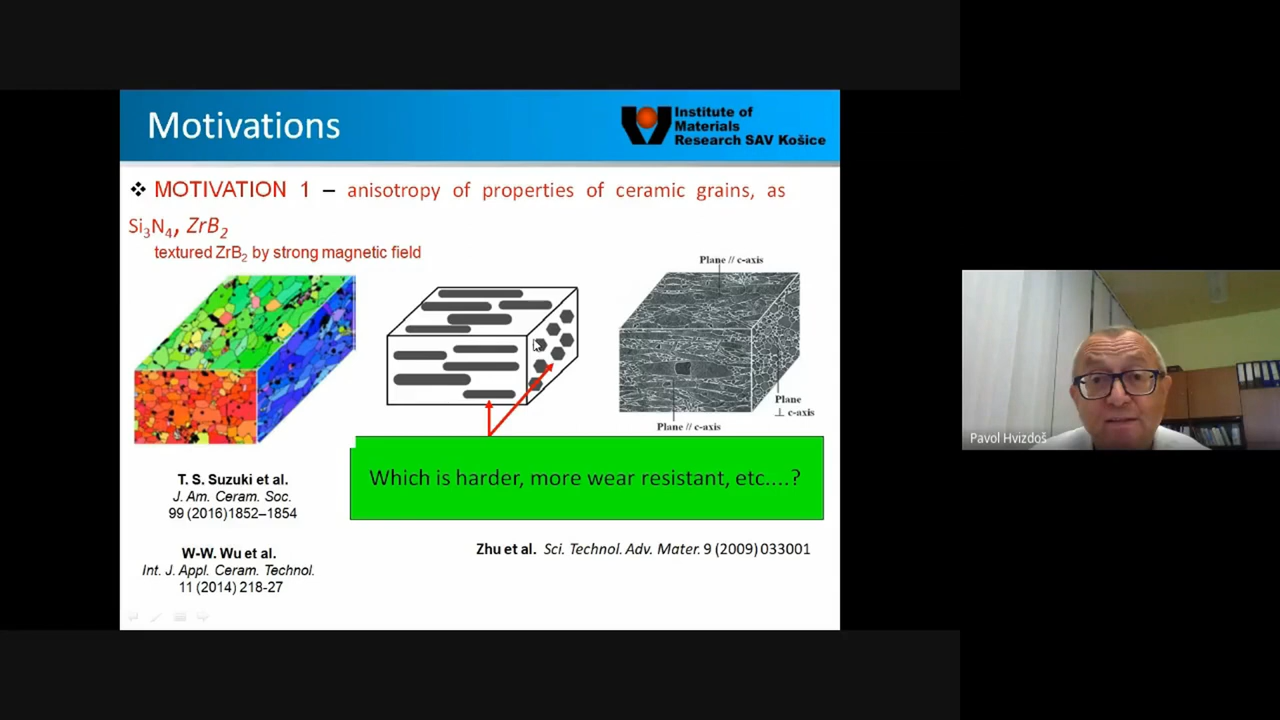 Motivations
Institute of
Materials
Research SAV Košice
❖ MOTIVATION 1 – anisotropy of properties of ceramic grains, as
Si₃N₄, ZrB₂
textured ZrB₂ by strong magnetic field
Plane // c-axis
Plane
⊥ c-axis
Plane // c-axis
Which is harder, more wear resistant, etc....?
T. S. Suzuki et al.
J. Am. Ceram. Soc.
99 (2016)1852–1854
Zhu et al. Sci. Technol. Adv. Mater. 9 (2009) 033001
W-W. Wu et al.
Int. J. Appl. Ceram. Technol.
11 (2014) 218-27
Pavol Hvizdoš